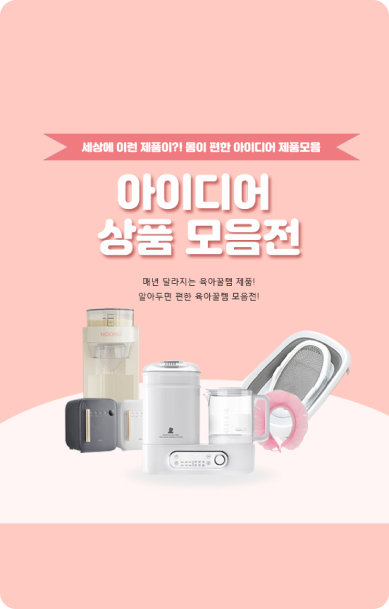 세상에 이런 제품이?! 몸이 편한 아이디어 제품모음
아이디어
상품 모음전
매년 달라지는 육아꿀템 제품!
알아두면 편한 육아꿀템 모음전!